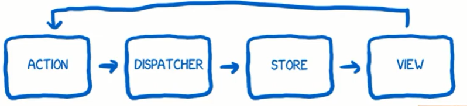 ACTION
DISPATCHER
STORE
VIEW